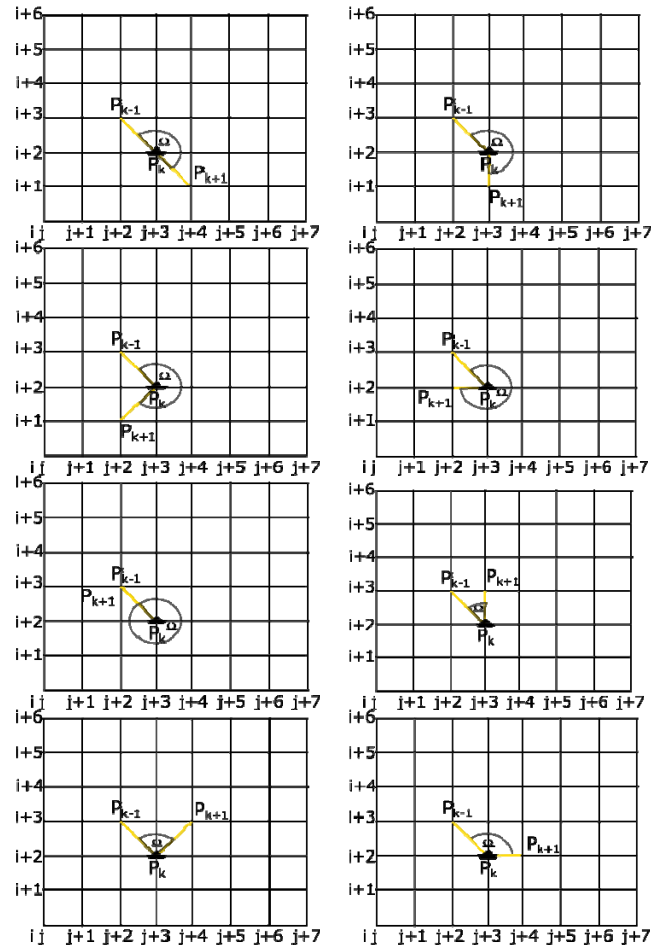 i+6
i+5
i+4
i+3
P k-1
Ω
i+2
P k
P k+1
i+1
i j j+1 j+2 j+3 j+4 j+5 j+6 j+7
i+6
i+5
i+4
i+3
P k-1
Ω
i+2
P k
i+1
P k+1
i j j+1 j+2 j+3 j+4 j+5 j+6 j+7
i+6
i+5
i+4
P k-1
i+3
Ω
i+2
P k
i+1
P k+1
i j j+1 j+2 j+3 j+4 j+5 j+6 j+7
i+6
i+5
i+4
P k-1
i+3
i+2
P k+1 P k Ω
i+1
i j j+1 j+2 j+3 j+4 j+5 j+6 j+7
i+6
i+5
i+4
P k-1
i+3
P k+1
i+2
P k Ω
i+1
i j j+1 j+2 j+3 j+4 j+5 j+6 j+7
i+6
i+5
i+4
P k-1 P k+1
i+3
Ω
i+2
P k
i+1
i j j+1 j+2 j+3 j+4 j+5 j+6 j+7
i+6
i+5
i+4
P k-1 P k+1
i+3
Ω
i+2
P k
i+1
i j j+1 j+2 j+3 j+4 j+5 j+6 j+7
i+6
i+5
i+4
P k-1
i+3
Ω P k+1
i+2
P k
i+1
i j j+1 j+2 j+3 j+4 j+5 j+6 j+7